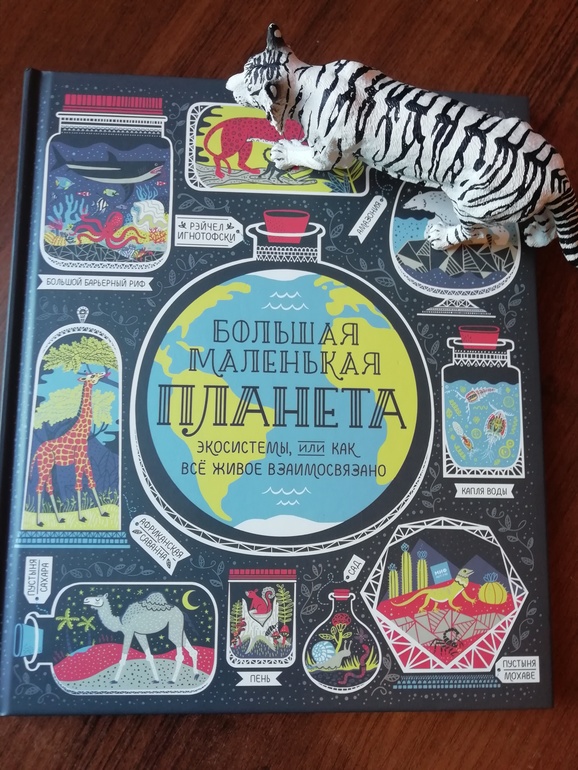 РЭЙЧЕЛ
ИГНОТОФСКИ
АМАЗОНИЯ
БОЛЬШОЙ БАРЬЕРНЫЙ РИФ
БОЛЬШАЯ
МАЛЕНЬКАЯ
ПЛАНЕТА
ЭКОСИСТЕМЫ, ИЛИ КАК
ВСЁ ЖИВОЕ ВЗАИМОСВЯЗАНО
КАПЛЯ ВОДЫ
АФРИКАНСКАЯ
САВАННА
ПУСТЫНЯ
САХАРА
ПЕНЬ
САД
ПУСТЫНЯ
МОХАВЕ